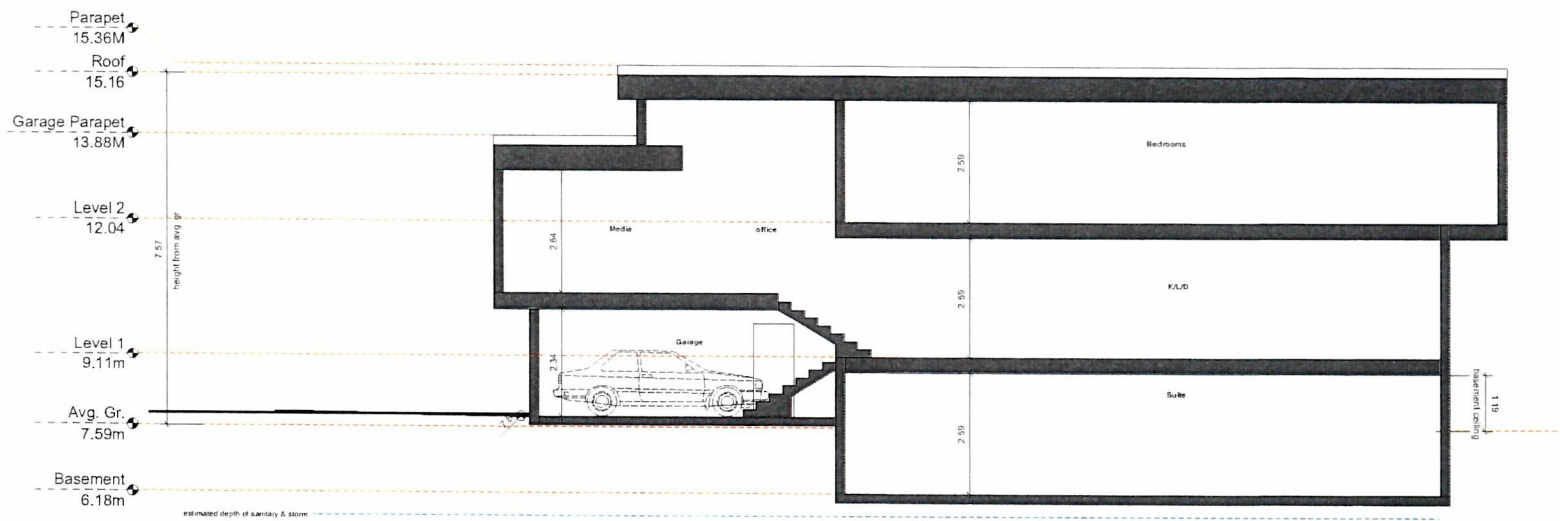 Parapet
15.36M
Roof
15.16
Garage Parapet
13.88M
Level 2
12.04
Level 1
9.11m
Avg. Gr.
7.59m
Basement
6.18m
7.57
height from avg gr.
Bedrooms
2.59
Media
office
2.64
K/L/D
2.59
Garage
2.34
Suite
2.59
basement ceiling
1.19
estimated depth of sanitary & storm